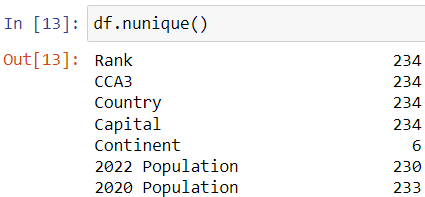 In [13]: df.nunique()
Out[13]: Rank 234
CCA3 234
Country 234
Capital 234
Continent 6
2022 Population 230
2020 Population 233